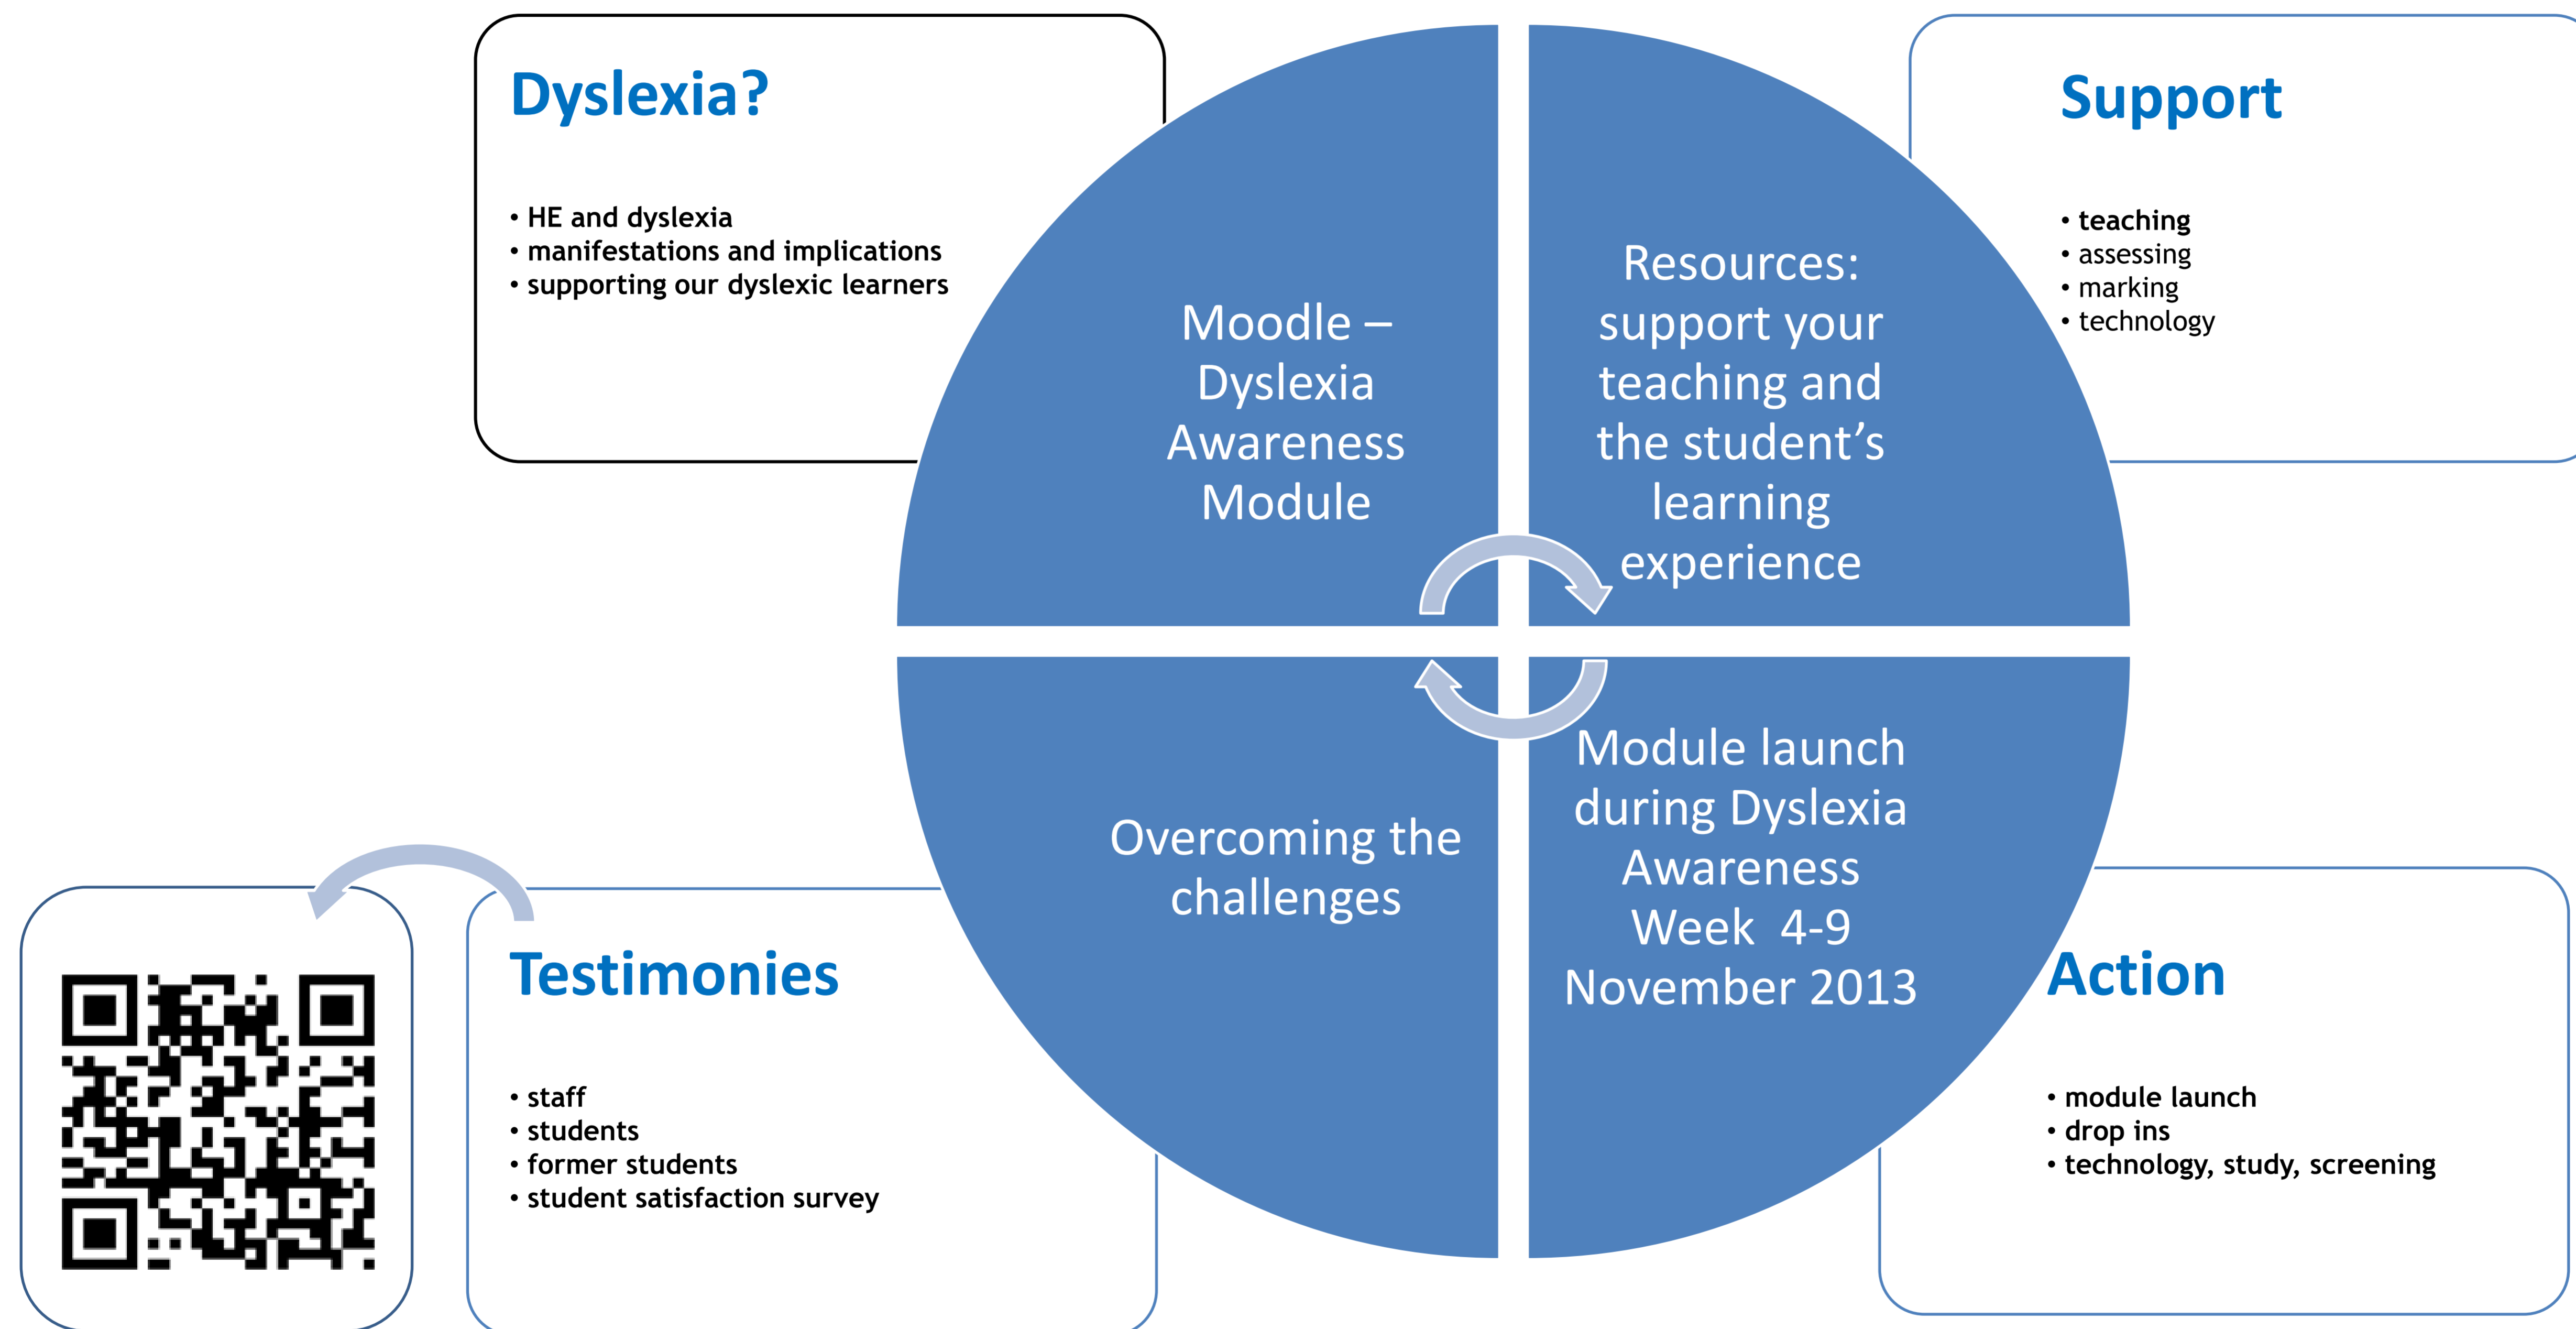 Dyslexia?
• HE and dyslexia
• manifestations and implications
• supporting our dyslexic learners
Moodle –
Dyslexia
Awareness
Module
Resources:
support your
teaching and
the student’s
learning
experience
Support
• teaching
• assessing
• marking
• technology
Testimonies
• staff
• students
• former students
• student satisfaction survey
Overcoming the
challenges
Module launch
during Dyslexia
Awareness
Week  4-9
November 2013
Action
• module launch
• drop ins
• technology, study, screening